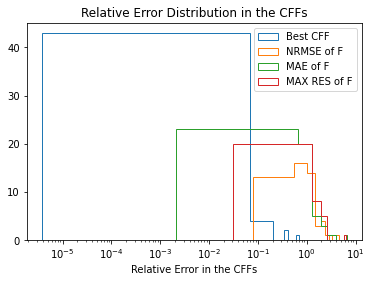 Relative Error Distribution in the CFFs
Best CFF
NRMSE of F
MAE of F
MAX RES of F
40
30
20
10
0
10⁻⁵ 10⁻⁴ 10⁻³ 10⁻² 10⁻¹ 10⁰ 10¹
Relative Error in the CFFs